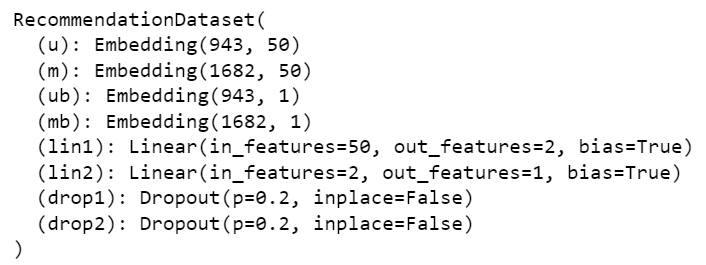 RecommendationDataset(
  (u): Embedding(943, 50)
  (m): Embedding(1682, 50)
  (ub): Embedding(943, 1)
  (mb): Embedding(1682, 1)
  (lin1): Linear(in_features=50, out_features=2, bias=True)
  (lin2): Linear(in_features=2, out_features=1, bias=True)
  (drop1): Dropout(p=0.2, inplace=False)
  (drop2): Dropout(p=0.2, inplace=False)
)